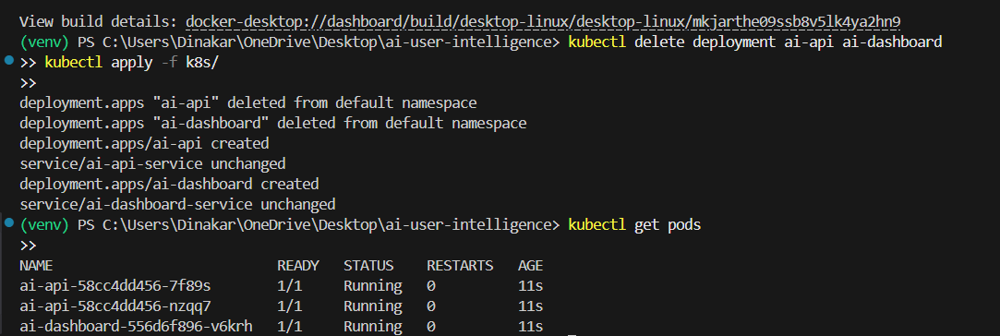 View build details: docker-desktop://dashboard/build/desktop-linux/desktop-linux/mkjarthe09ssb8v5lk4ya2hn9
(venv) PS C:\Users\Dinakar\OneDrive\Desktop\ai-user-intelligence> kubectl delete deployment ai-api ai-dashboard
>> kubectl apply -f k8s/
>>
deployment.apps "ai-api" deleted from default namespace
deployment.apps "ai-dashboard" deleted from default namespace
deployment.apps/ai-api created
service/ai-api-service unchanged
deployment.apps/ai-dashboard created
service/ai-dashboard-service unchanged
(venv) PS C:\Users\Dinakar\OneDrive\Desktop\ai-user-intelligence> kubectl get pods
>>
NAME READY STATUS RESTARTS AGE
ai-api-58cc4dd456-7f89s 1/1 Running 0 11s
ai-api-58cc4dd456-nzqq7 1/1 Running 0 11s
ai-dashboard-556d6f896-v6krh 1/1 Running 0 11s